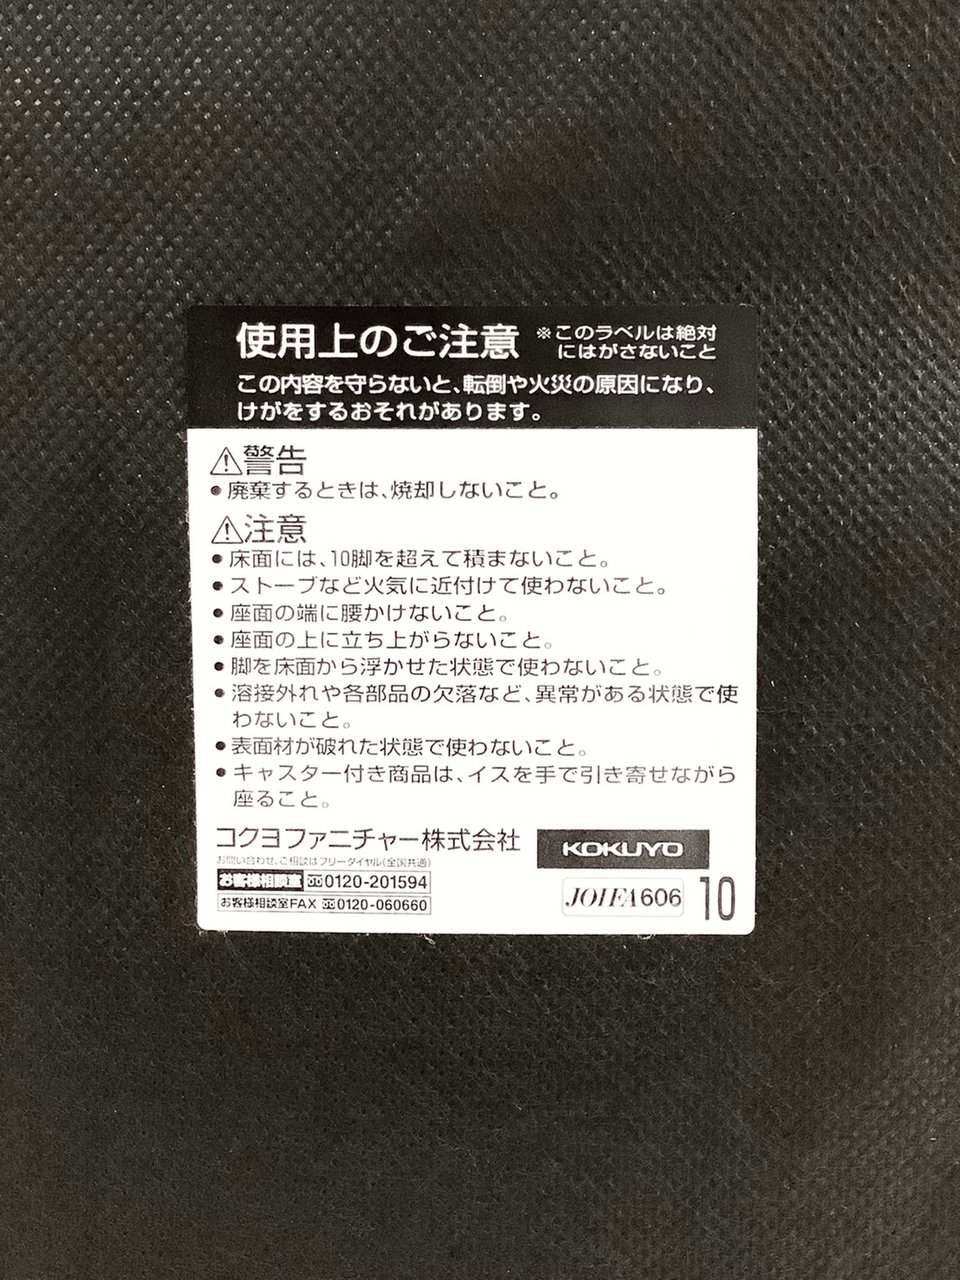 使用上のご注意 ※このラベルは絶対
にはがさないこと
この内容を守らないと、転倒や火災の原因になり、
けがをするおそれがあります。
⚠警告
●廃棄するときは、焼却しないこと。
⚠注意
●床面には、10脚を超えて積まないこと。
●ストーブなど火気に近付けて使わないこと。
●座面の端に腰かけないこと。
●座面の上に立ち上がらないこと。
●脚を床面から浮かせた状態で使わないこと。
●溶接外れや各部品の欠落など、異常がある状態で使
わないこと。
●表面材が破れた状態で使わないこと。
●キャスター付き商品は、イスを手で引き寄せながら
座ること。
コクヨファニチャー株式会社 KOKUYO
お問い合わせ、ご相談はフリーダイヤル(全国共通)
お客様相談室 0120-201594
お客様相談室FAX 0120-060660
JOIFA606 10